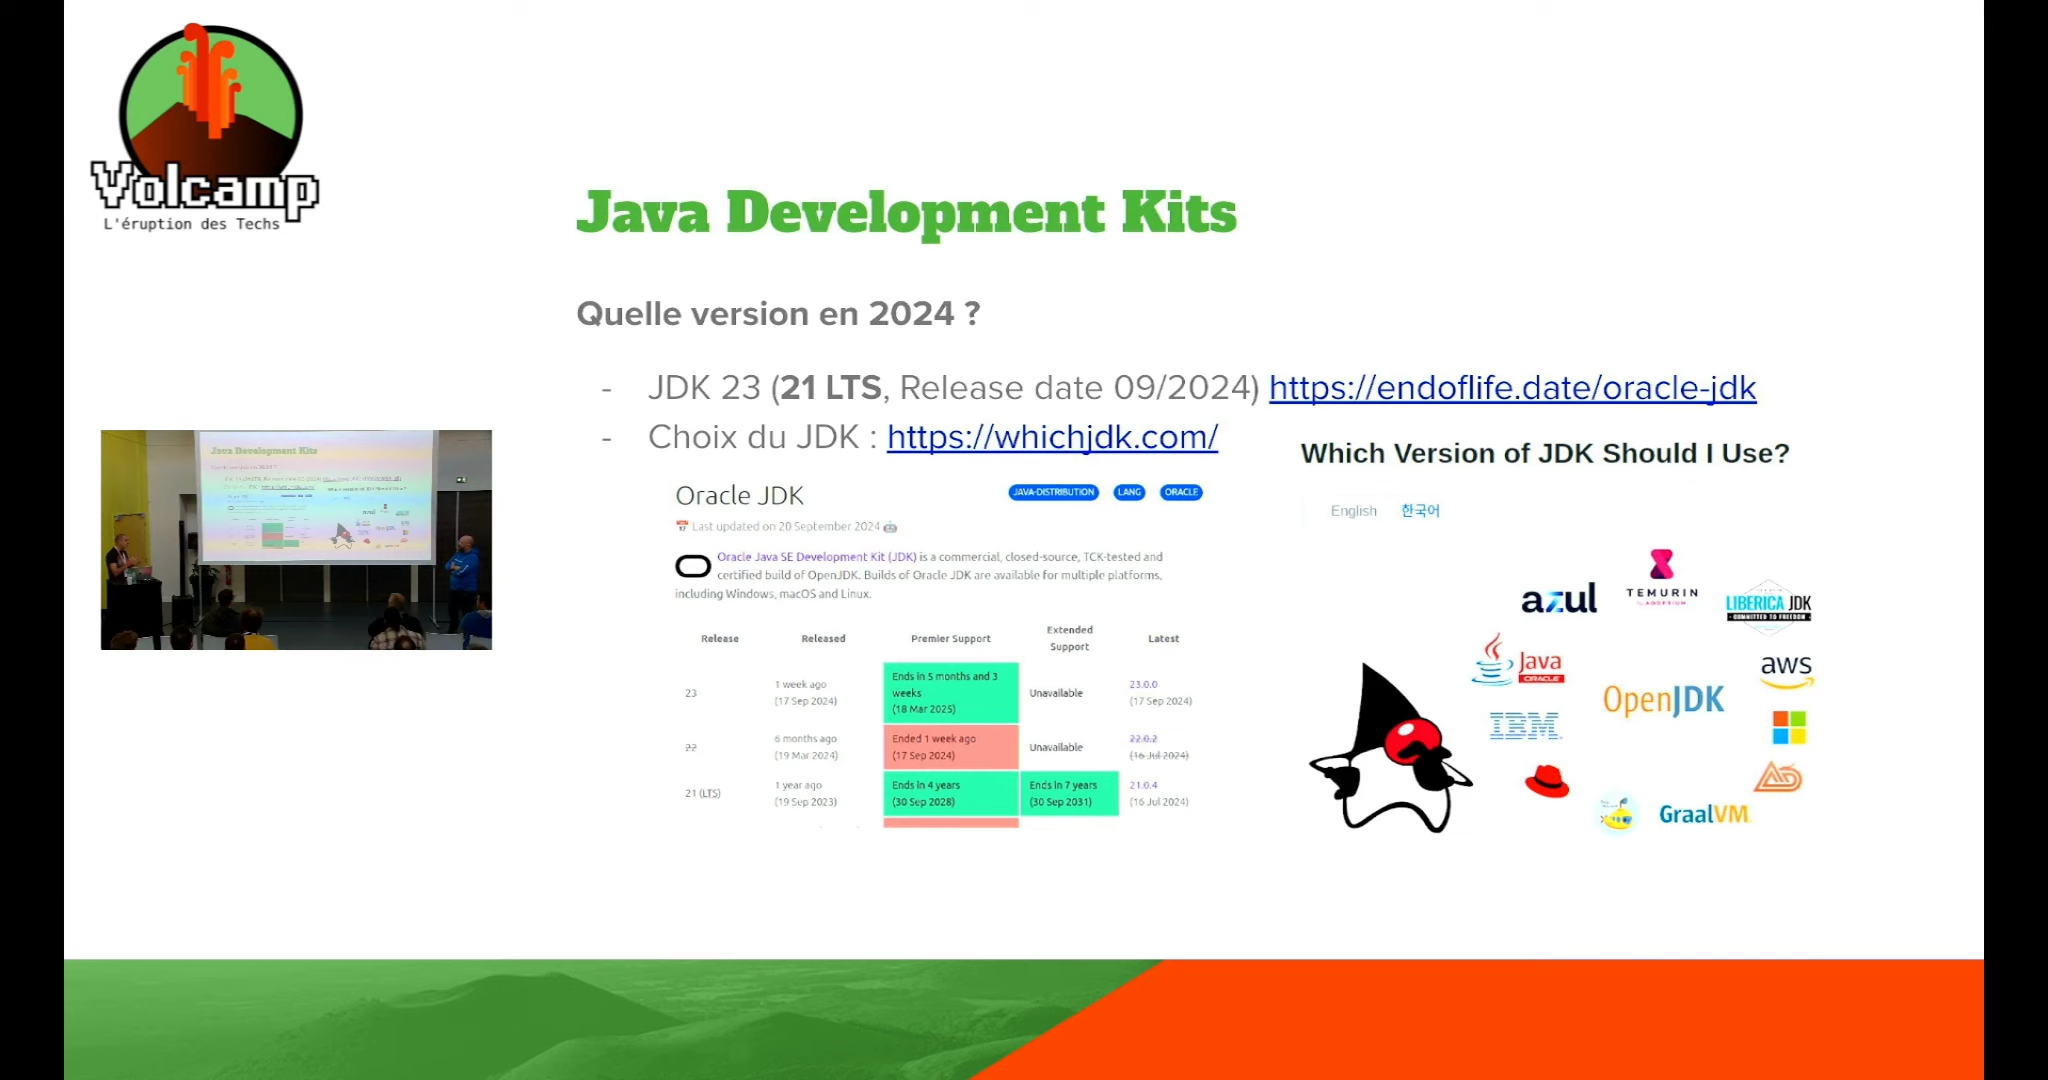 Volcamp
L'éruption des Techs
Java Development Kits
Quelle version en 2024 ?
- JDK 23 (21 LTS, Release date 09/2024) https://endoflife.date/oracle-jdk
- Choix du JDK : https://whichjdk.com/
Oracle JDK
JAVA-DISTRIBUTION LANG ORACLE
Last updated on 20 September 2024
Oracle Java SE Development Kit (JDK) is a commercial, closed-source, TCK-tested and
certified build of OpenJDK. Builds of Oracle JDK are available for multiple platforms,
including Windows, macOS and Linux.
Release Released Premier Support Extended Support Latest
23 1 week ago (17 Sep 2024) Ends in 5 months and 3 weeks (18 Mar 2025) Unavailable 23.0.0 (17 Sep 2024)
22 6 months ago (19 Mar 2024) Ended 1 week ago (17 Sep 2024) Unavailable 22.0.2 (16 Jul 2024)
21 (LTS) 1 year ago (19 Sep 2023) Ends in 4 years (30 Sep 2028) Ends in 7 years (30 Sep 2031) 21.0.4 (16 Jul 2024)
Which Version of JDK Should I Use?
English 한국어
azul
TEMURIN
BY ADOPTIUM
LIBERICA JDK
COMMITTED TO FREEDOM
Java
ORACLE
aws
OpenJDK
IBM
GraalVM
Java Development Kits